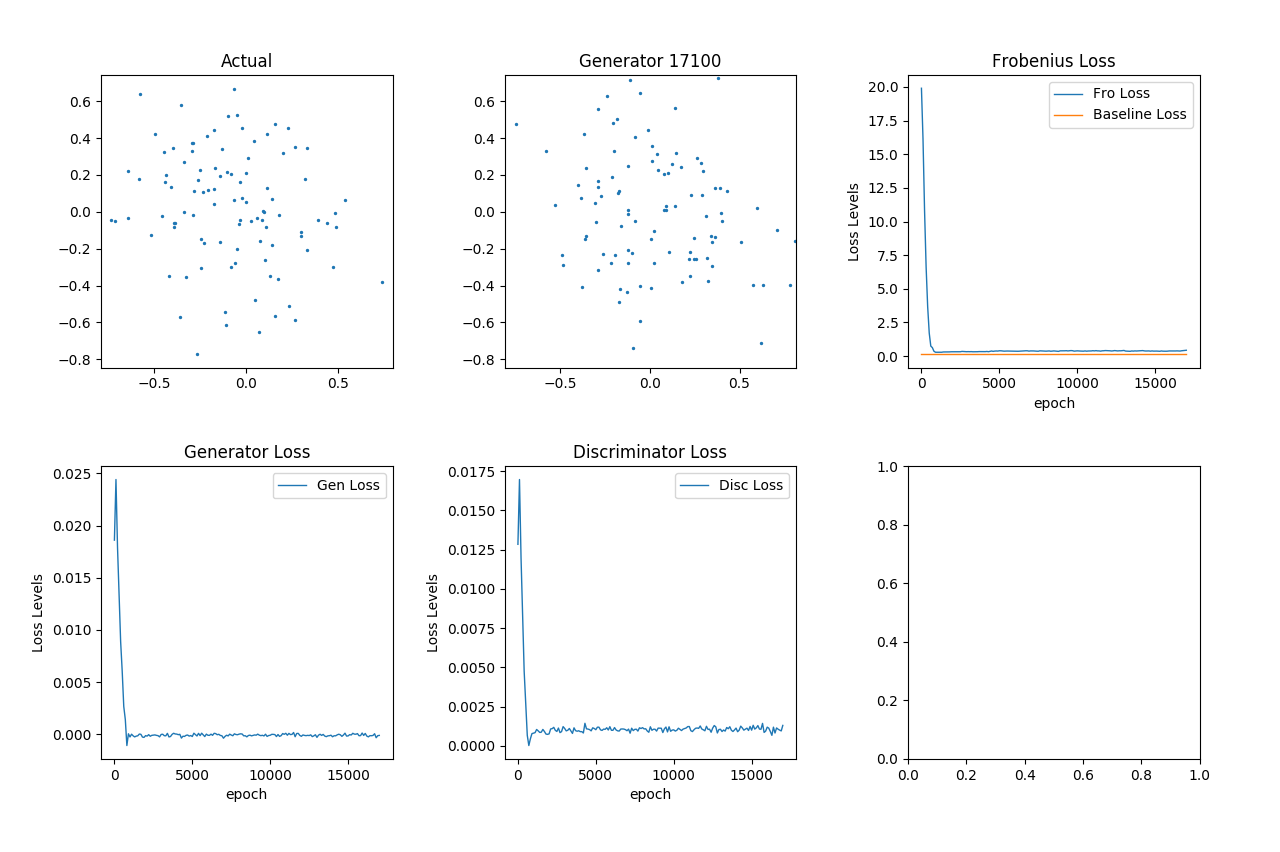 Actual
0.6
0.4
0.2
0.0
−0.2
−0.4
−0.6
−0.8
−0.5 0.0 0.5
Generator 17100
0.6
0.4
0.2
0.0
−0.2
−0.4
−0.6
−0.8
−0.5 0.0 0.5
Frobenius Loss
Fro Loss
Baseline Loss
Loss Levels
20.0
17.5
15.0
12.5
10.0
7.5
5.0
2.5
0.0
0 5000 10000 15000
epoch
Generator Loss
Gen Loss
Loss Levels
0.025
0.020
0.015
0.010
0.005
0.000
0 5000 10000 15000
epoch
Discriminator Loss
Disc Loss
Loss Levels
0.0175
0.0150
0.0125
0.0100
0.0075
0.0050
0.0025
0.0000
0 5000 10000 15000
epoch
1.0
0.8
0.6
0.4
0.2
0.0
0.0 0.2 0.4 0.6 0.8 1.0